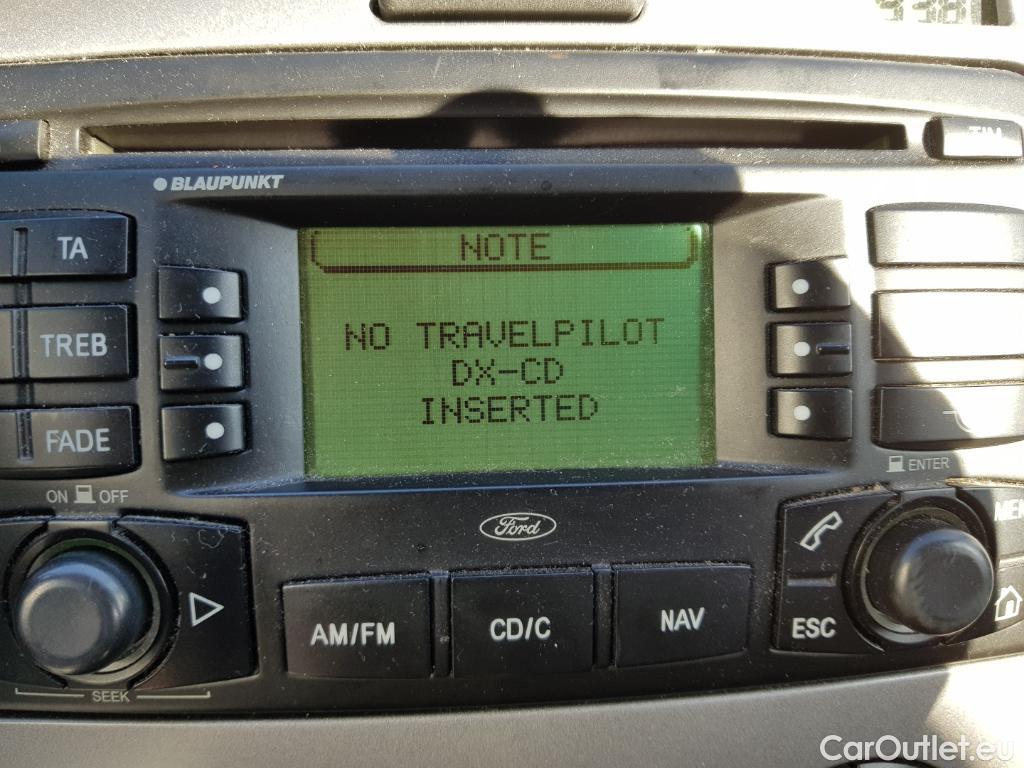 TIM
BLAUPUNKT
TA
NOTE
TREB
NO TRAVELPILOT
DX-CD
INSERTED
FADE
ENTER
ON OFF
Ford
AM/FM
CD/C
NAV
ESC
SEEK
CarOutlet.eu